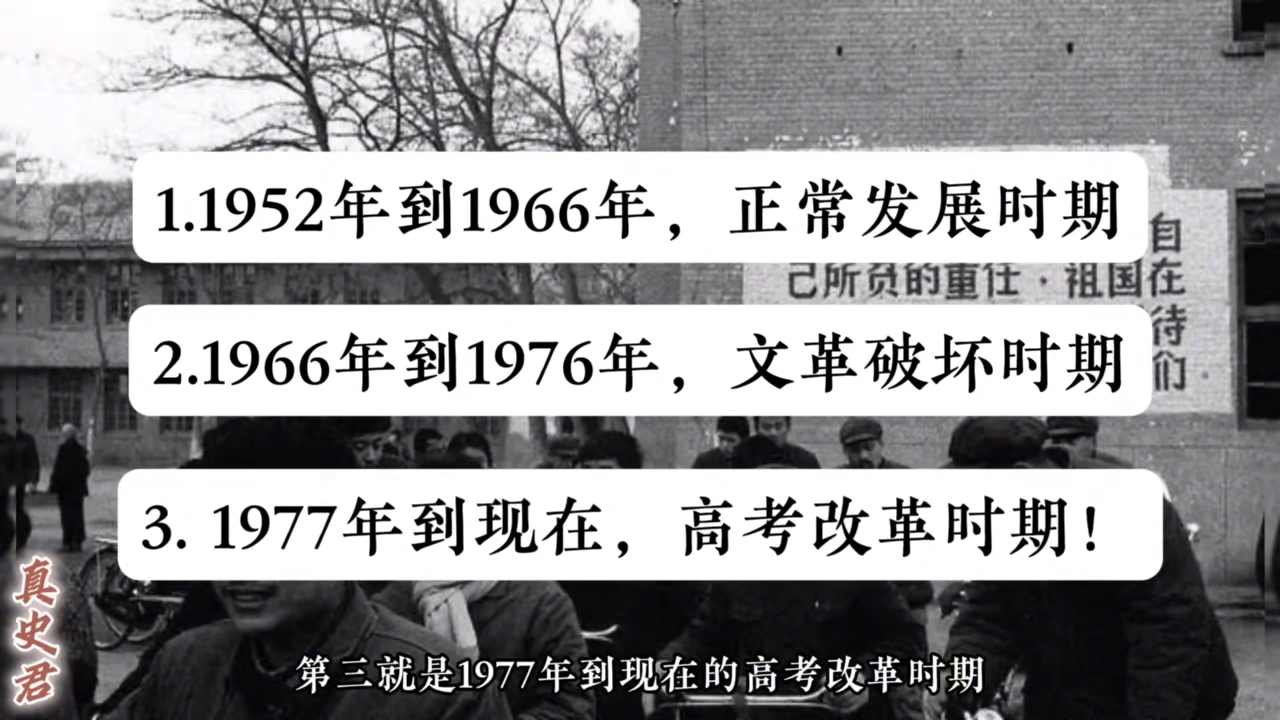 1.1952年到1966年，正常发展时期
自
己所负的重任·祖国在
待
们.
2.1966年到1976年，文革破坏时期
3. 1977年到现在，高考改革时期！
真史君
第三就是1977年到现在的高考改革时期